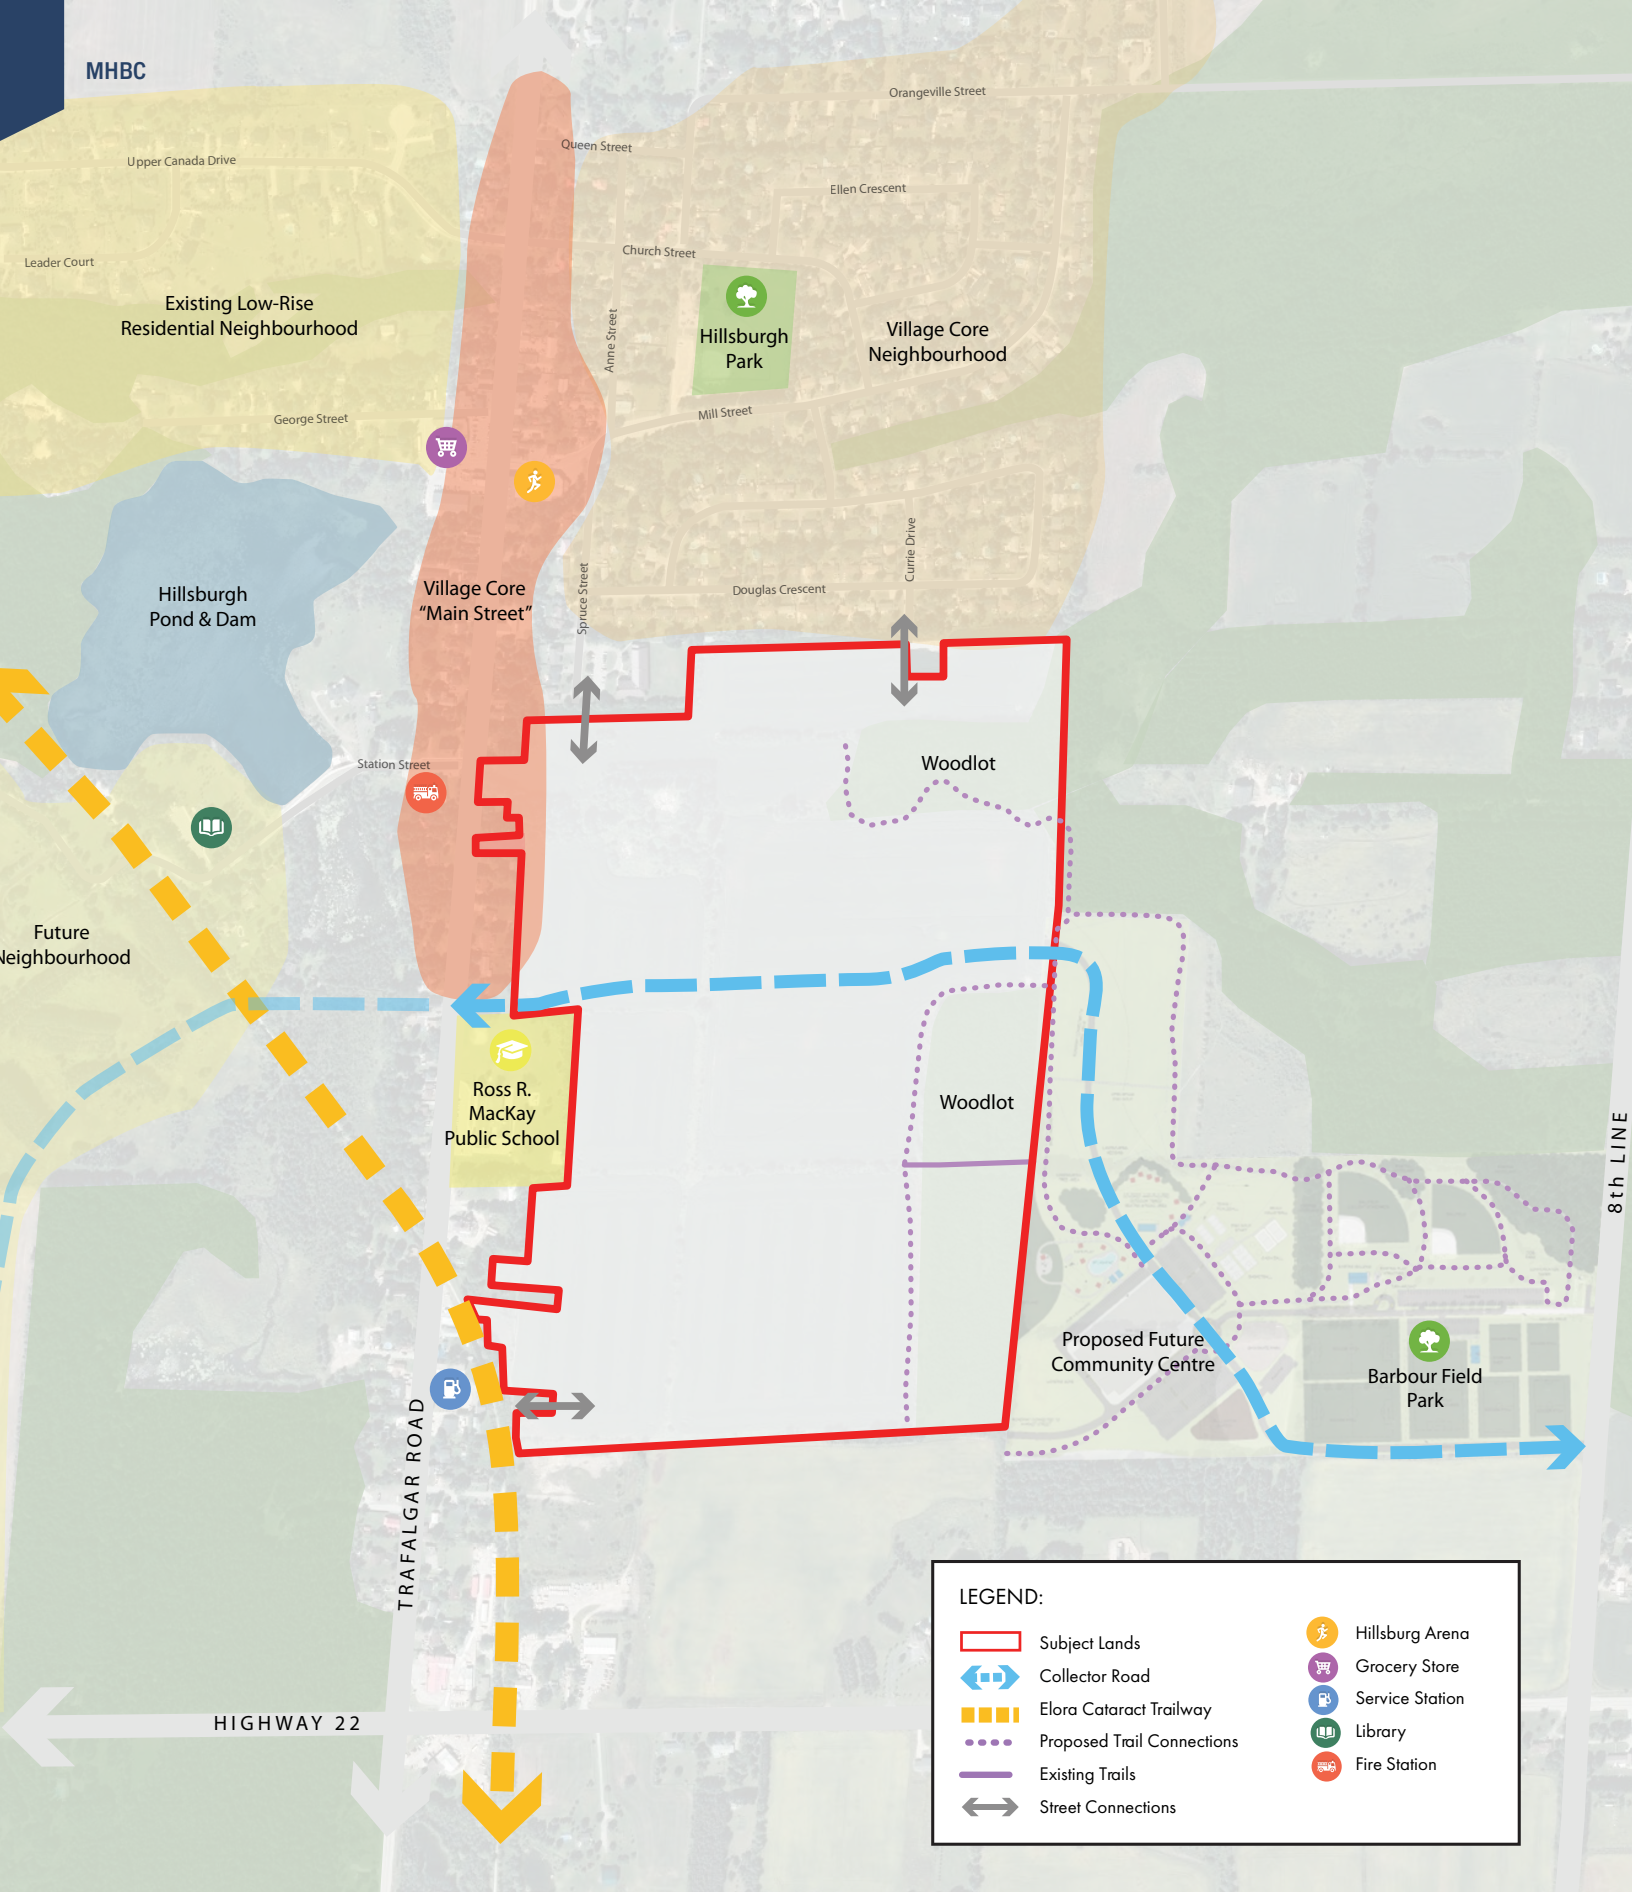 MHBC
Orangeville Street
Queen Street
Upper Canada Drive
Ellen Crescent
Church Street
Leader Court
Existing Low-Rise
Residential Neighbourhood
Anne Street
Hillsburgh
Park
Village Core
Neighbourhood
Mill Street
George Street
Currie Drive
Spruce Street
Douglas Crescent
Hillsburgh
Pond & Dam
Village Core
“Main Street”
Station Street
Woodlot
Future
Neighbourhood
Ross R.
MacKay
Public School
Woodlot
8th LINE
Proposed Future
Community Centre
Barbour Field
Park
TRAFALGAR ROAD
HIGHWAY 22
LEGEND:
Subject Lands
Collector Road
Elora Cataract Trailway
Proposed Trail Connections
Existing Trails
Street Connections
Hillsburg Arena
Grocery Store
Service Station
Library
Fire Station